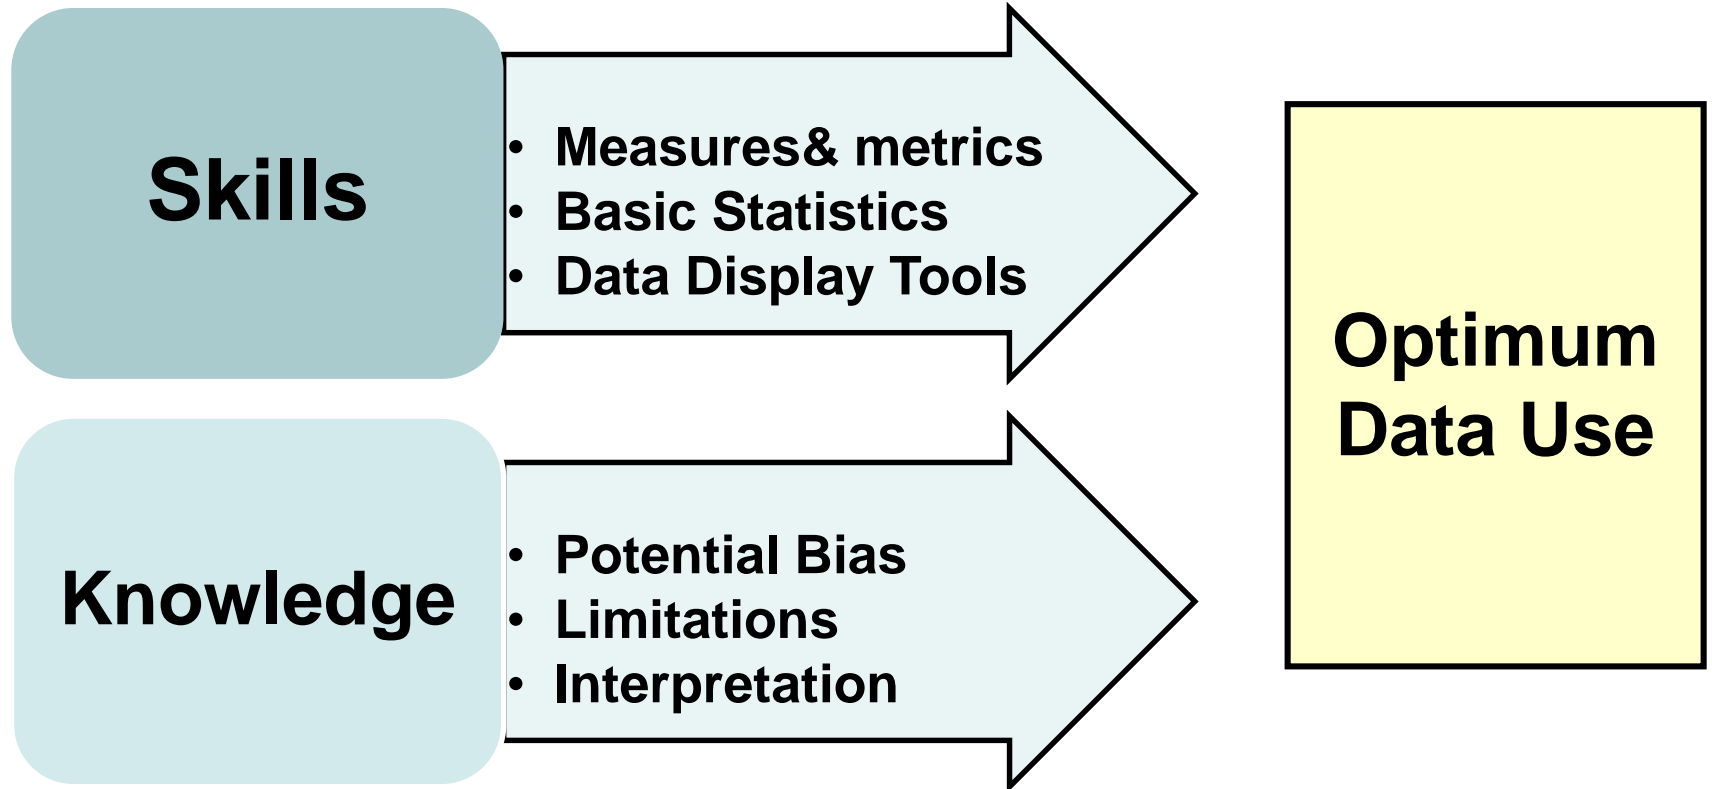 Skills
• Measures& metrics
• Basic Statistics
• Data Display Tools
Knowledge
• Potential Bias
• Limitations
• Interpretation
Optimum
Data Use